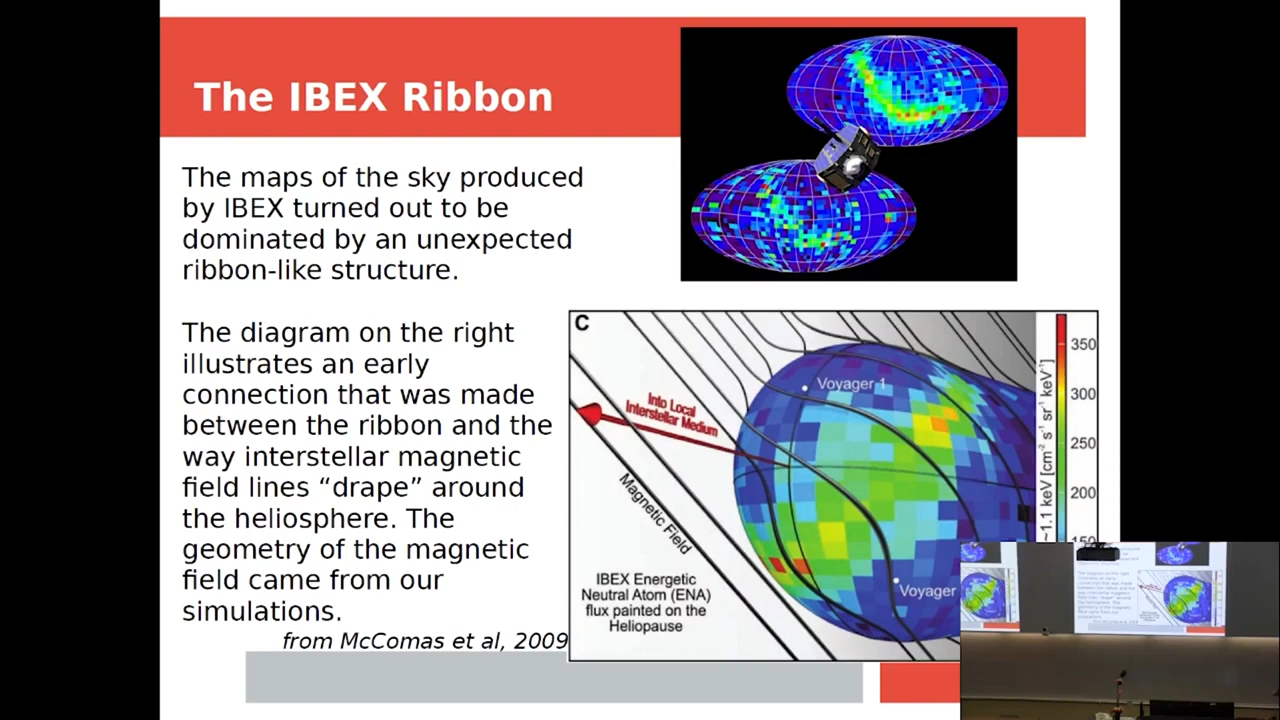 The IBEX Ribbon
The maps of the sky produced
by IBEX turned out to be
dominated by an unexpected
ribbon-like structure.
The diagram on the right
illustrates an early
connection that was made
between the ribbon and the
way interstellar magnetic
field lines “drape” around
the heliosphere. The
geometry of the magnetic
field came from our
simulations.
from McComas et al, 2009
C
Voyager 1
Into Local
Interstellar Medium
Magnetic Field
Voyager
IBEX Energetic
Neutral Atom (ENA)
flux painted on the
Heliopause
350
300
250
200
~1.1 keV [cm⁻² s⁻¹ sr⁻¹ keV⁻¹]